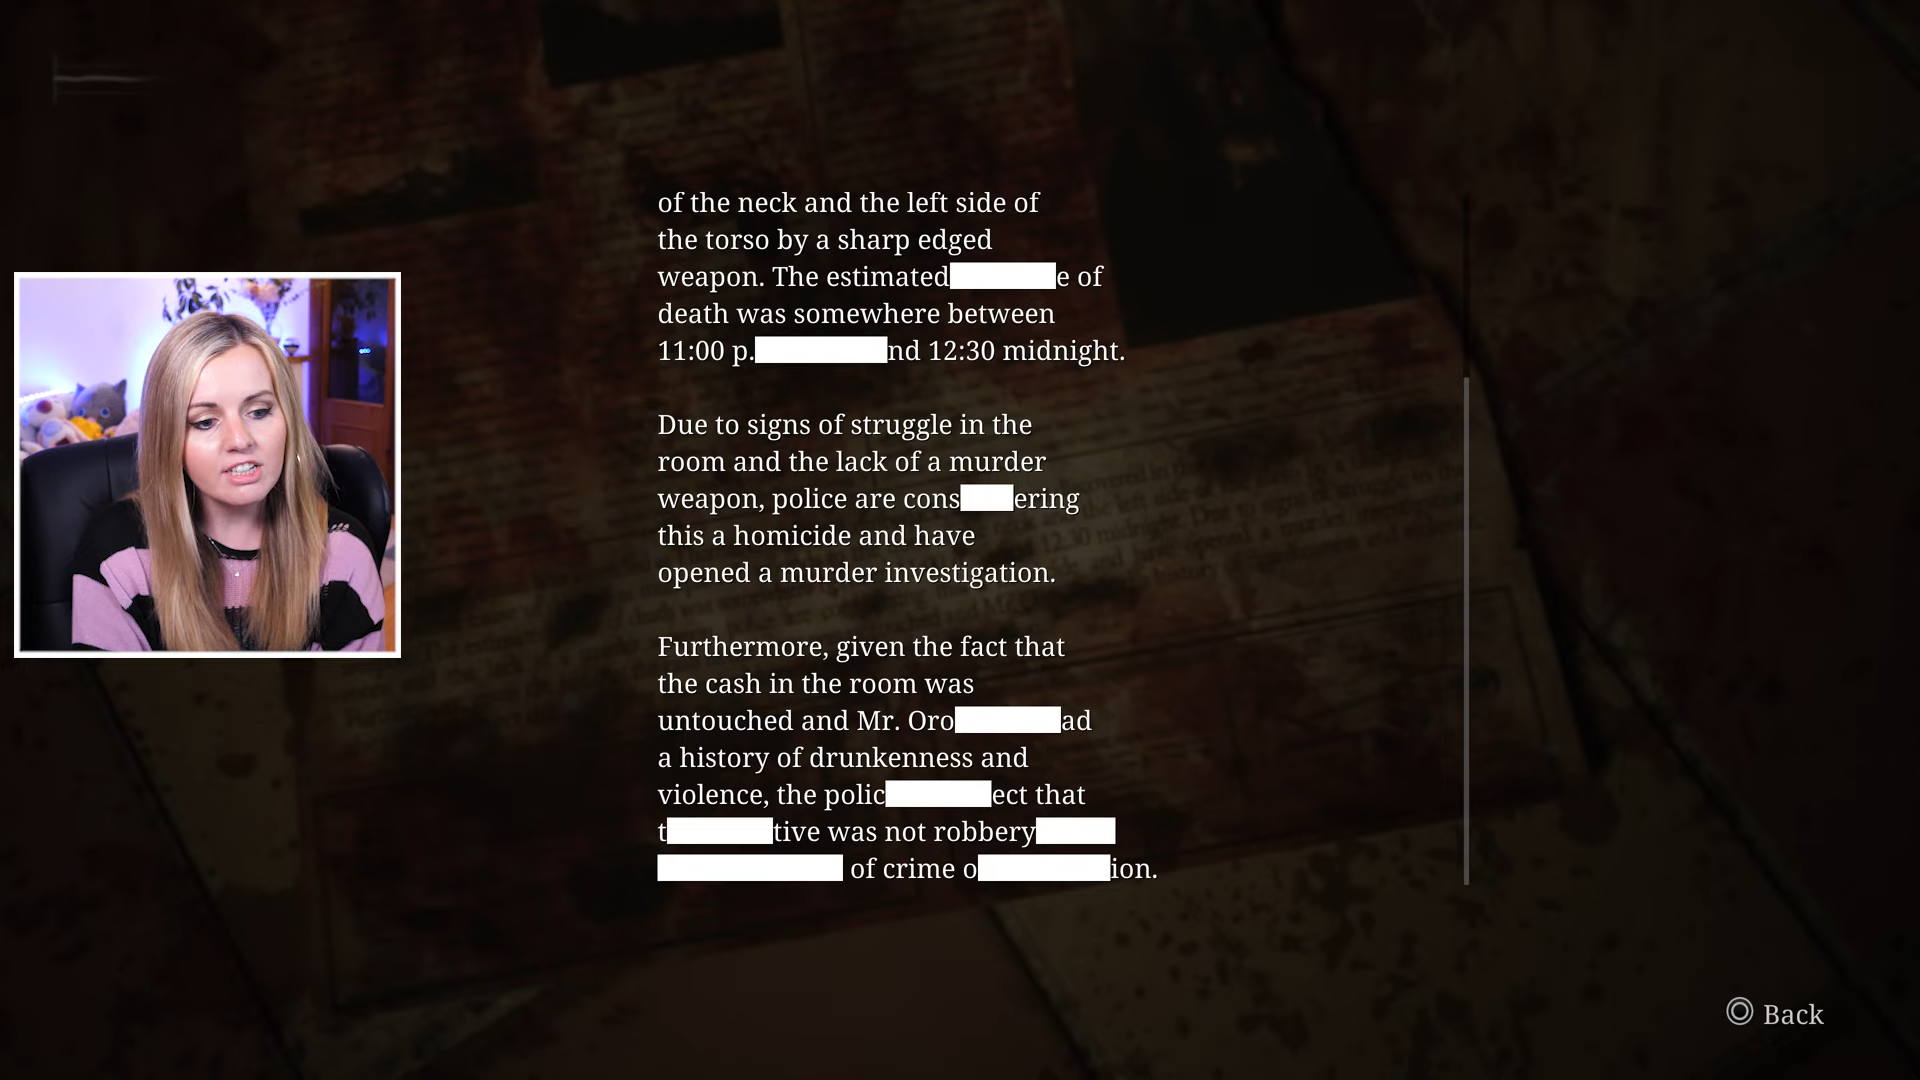 of the neck and the left side of
the torso by a sharp edged
weapon. The estimated e of
death was somewhere between
11:00 p. nd 12:30 midnight.
Due to signs of struggle in the
room and the lack of a murder
weapon, police are cons ering
this a homicide and have
opened a murder investigation.
Furthermore, given the fact that
the cash in the room was
untouched and Mr. Oro ad
a history of drunkenness and
violence, the polic ect that
t tive was not robbery
of crime o ion.
Back